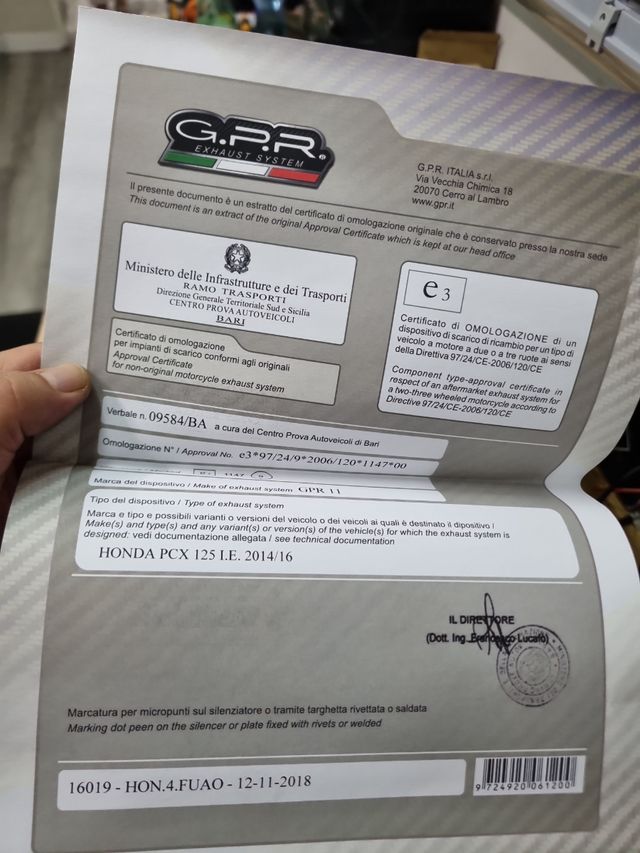 G.P.R.
EXHAUST SYSTEM
G.P.R. ITALIA s.r.l.
Via Vecchia Chimica 18
20070 Cerro al Lambro
www.gpr.it
Il presente documento è un estratto del certificato di omologazione originale che è conservato presso la nostra sede
This document is an extract of the original Approval Certificate which is kept at our head office
Ministero delle Infrastrutture e dei Trasporti
RAMO TRASPORTI
Direzione Generale Territoriale Sud e Sicilia
CENTRO PROVA AUTOVEICOLI
BARI
Certificato di omologazione
per impianti di scarico conformi agli originali
Approval Certificate
for non-original motorcycle exhaust system
e3
Certificato di OMOLOGAZIONE di un
dispositivo di scarico di ricambio per un tipo di
veicolo a motore a due o a tre ruote ai sensi
della Direttiva 97/24/CE-2006/120/CE
Component type-approval certificate in
respect of an aftermarket exhaust system for
a two-three wheeled motorcycle according to
Directive 97/24/CE-2006/120/CE
Verbale n. 09584/BA a cura del Centro Prova Autoveicoli di Bari
Omologazione N° / Approval No. e3*97/24/9*2006/120*1147*00
Marca del dispositivo / Make of exhaust system GPR 11
Tipo del dispositivo / Type of exhaust system
Marca e tipo e possibili varianti o versioni del veicolo o dei veicoli ai quali è destinato il dipositivo /
Make(s) and type(s) and any variant(s) or version(s) of the vehicle(s) for which the exhaust system is
designed: vedi documentazione allegata / see technical documentation
HONDA PCX 125 I.E. 2014/16
IL DIRETTORE
(Dott. Ing. Francesco Lucato)
Marcatura per micropunti sul silenziatore o tramite targhetta rivettata o saldata
Marking dot peen on the silencer or plate fixed with rivets or welded
16019 - HON.4.FUAO - 12-11-2018
9 724920 061200